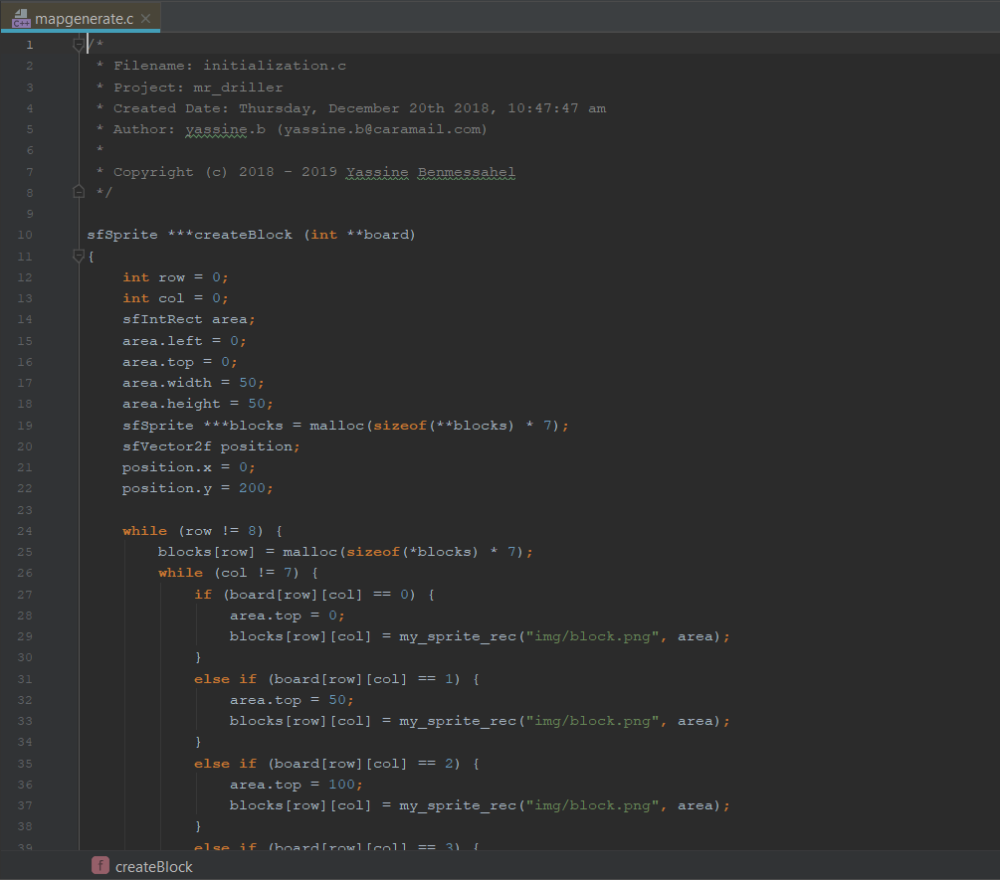 mapgenerate.c
1 /*
2  * Filename: initialization.c
3  * Project: mr_driller
4  * Created Date: Thursday, December 20th 2018, 10:47:47 am
5  * Author: yassine.b (yassine.b@caramail.com)
6  *
7  * Copyright (c) 2018 - 2019 Yassine Benmessahel
8  */
9
10 sfSprite ***createBlock (int **board)
11 {
12     int row = 0;
13     int col = 0;
14     sfIntRect area;
15     area.left = 0;
16     area.top = 0;
17     area.width = 50;
18     area.height = 50;
19     sfSprite ***blocks = malloc(sizeof(**blocks) * 7);
20     sfVector2f position;
21     position.x = 0;
22     position.y = 200;
23
24     while (row != 8) {
25         blocks[row] = malloc(sizeof(*blocks) * 7);
26         while (col != 7) {
27             if (board[row][col] == 0) {
28                 area.top = 0;
29                 blocks[row][col] = my_sprite_rec("img/block.png", area);
30             }
31             else if (board[row][col] == 1) {
32                 area.top = 50;
33                 blocks[row][col] = my_sprite_rec("img/block.png", area);
34             }
35             else if (board[row][col] == 2) {
36                 area.top = 100;
37                 blocks[row][col] = my_sprite_rec("img/block.png", area);
38             }
39             else if (board[row][col] == 3) {
f createBlock